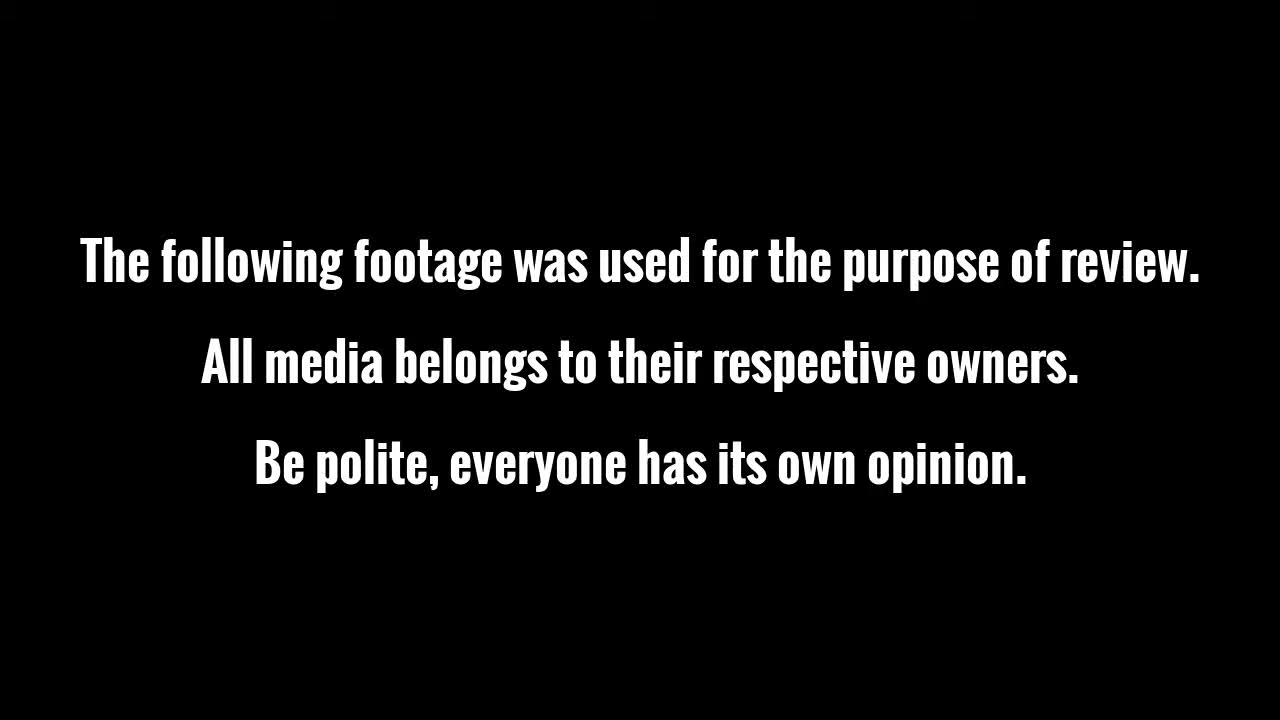 The following footage was used for the purpose of review.
All media belongs to their respective owners.
Be polite, everyone has its own opinion.